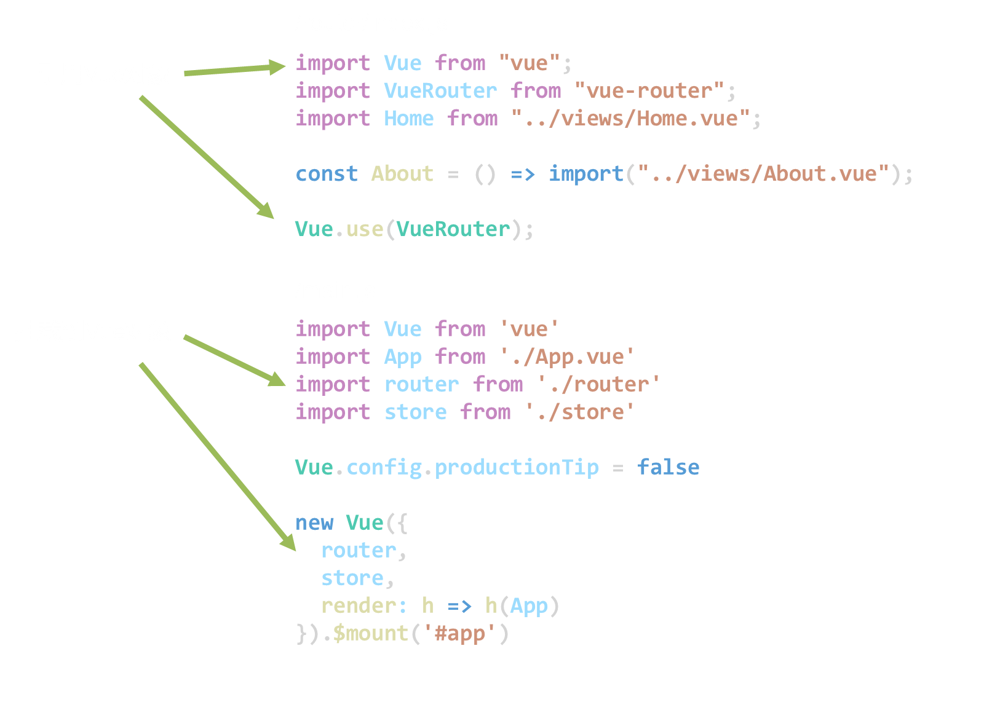 import Vue from "vue";
import VueRouter from "vue-router";
import Home from "../views/Home.vue";
const About = () => import("../views/About.vue");
Vue.use(VueRouter);
import Vue from 'vue'
import App from './App.vue'
import router from './router'
import store from './store'
Vue.config.productionTip = false
new Vue({
  router,
  store,
  render: h => h(App)
}).$mount('#app')